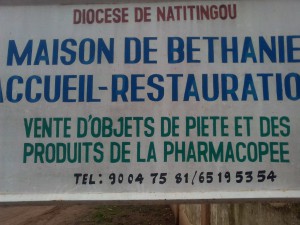 DIOCESE DE NATITINGOU
MAISON DE BETHANIE
ACCUEIL-RESTAURATION
VENTE D'OBJETS DE PIETE ET DES
PRODUITS DE LA PHARMACOPEE
TEL: 90 04 75 81/65 19 53 54